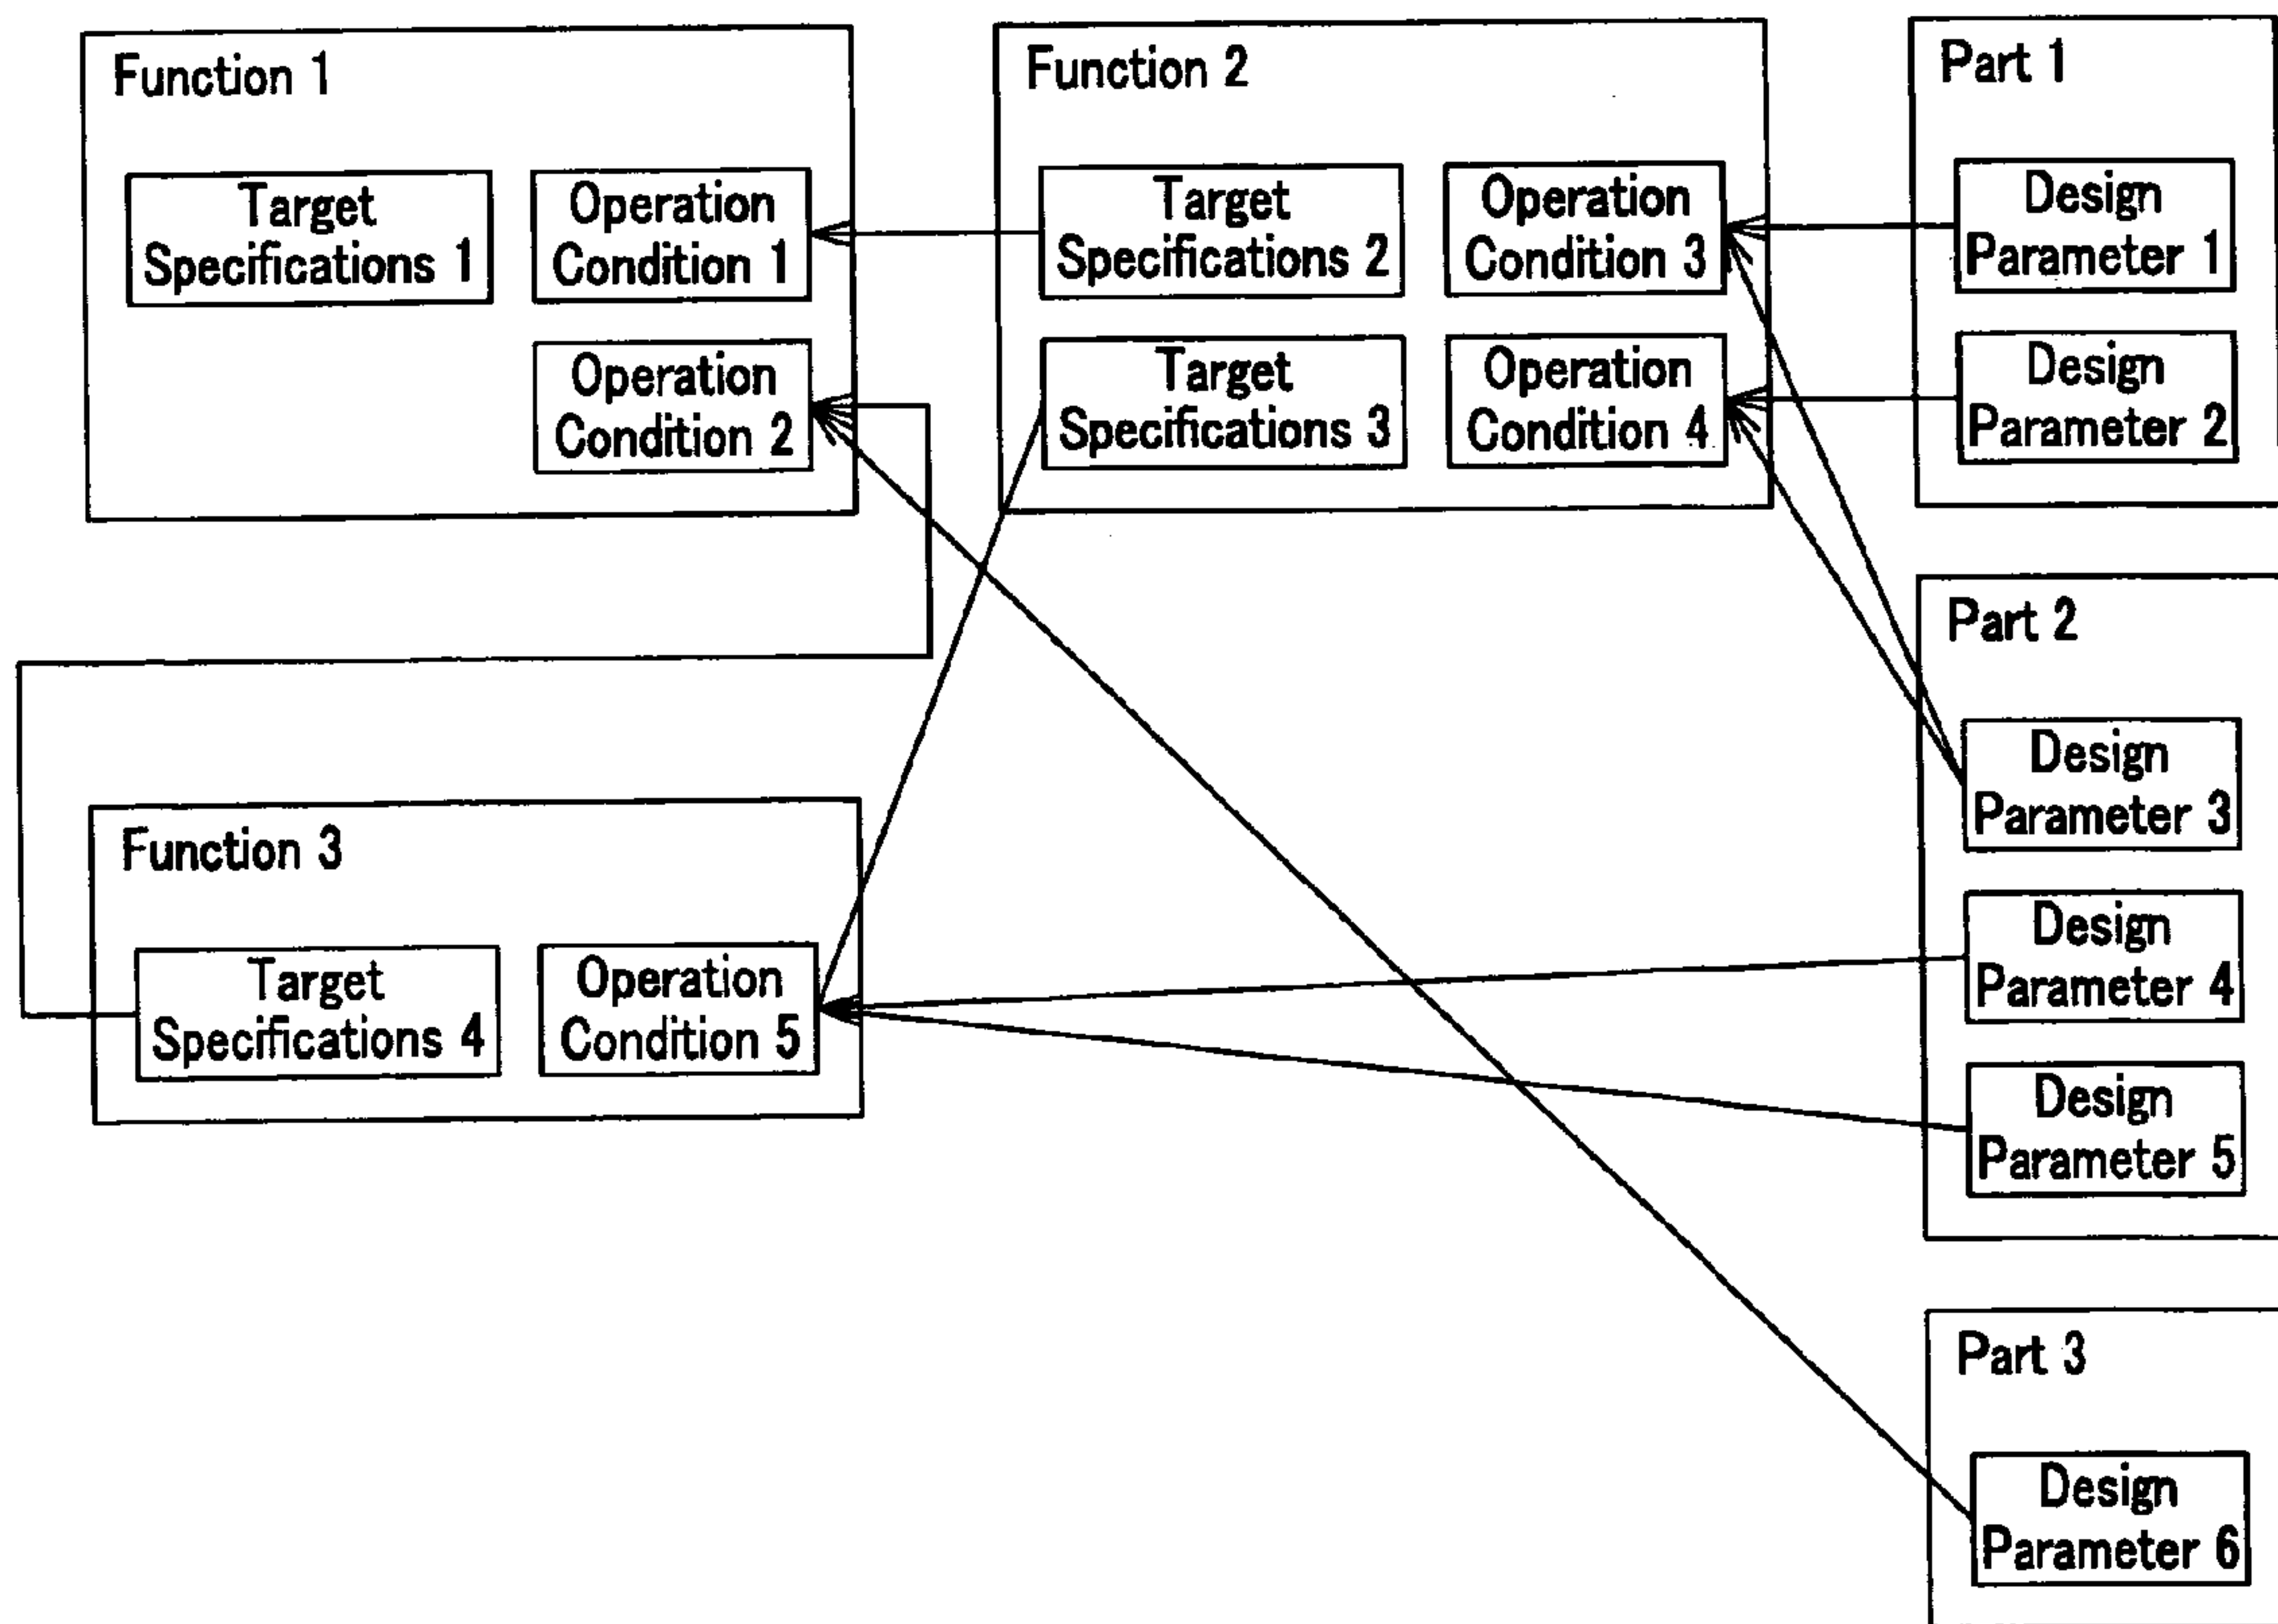 Function 1
Target
Specifications 1
Operation
Condition 1
Operation
Condition 2
Function 2
Target
Specifications 2
Operation
Condition 3
Target
Specifications 3
Operation
Condition 4
Part 1
Design
Parameter 1
Design
Parameter 2
Part 2
Design
Parameter 3
Design
Parameter 4
Design
Parameter 5
Function 3
Target
Specifications 4
Operation
Condition 5
Part 3
Design
Parameter 6